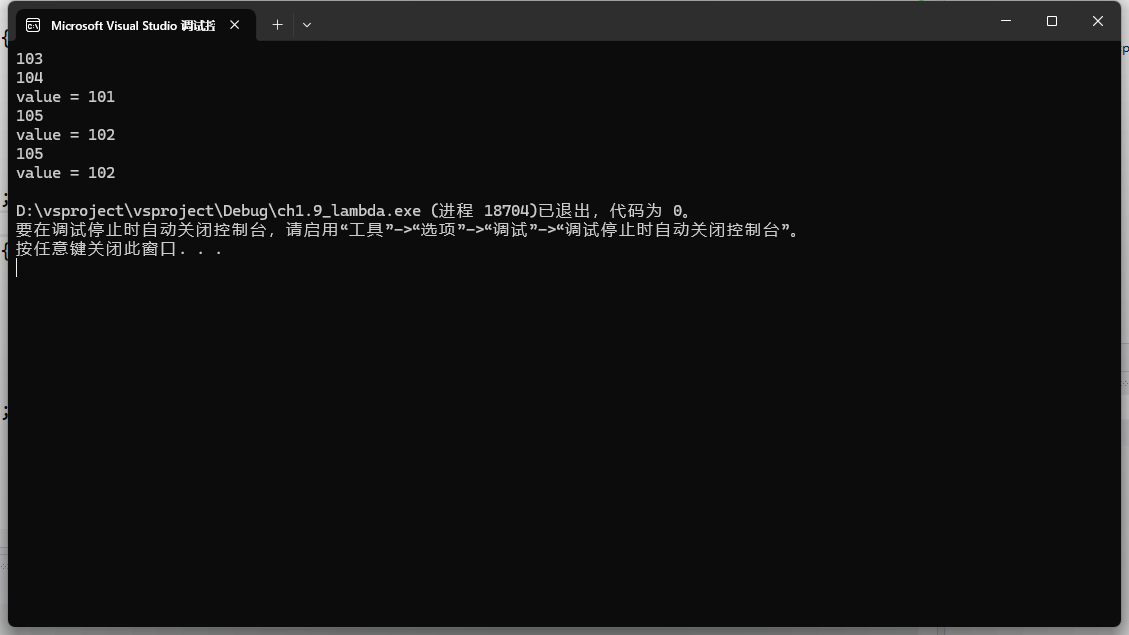 Microsoft Visual Studio 调试控
103
104
value = 101
105
value = 102
105
value = 102
D:\vsproject\vsproject\Debug\ch1.9_lambda.exe (进程 18704)已退出，代码为 0。
要在调试停止时自动关闭控制台，请启用“工具”->“选项”->“调试”->“调试停止时自动关闭控制台”。
按任意键关闭此窗口. . .